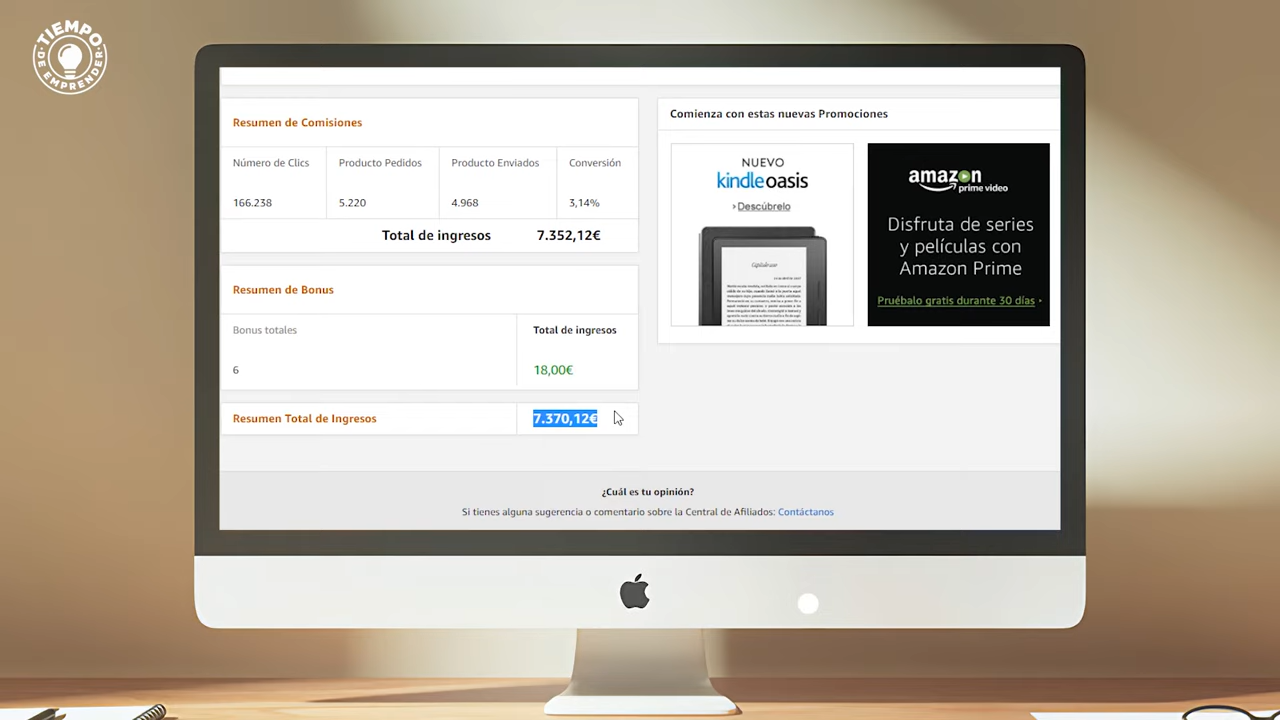 TIEMPO
DE EMPRENDER
Resumen de Comisiones
Número de Clics
Producto Pedidos
Producto Enviados
Conversión
166.238
5.220
4.968
3,14%
Total de ingresos
7.352,12€
Resumen de Bonus
Bonus totales
Total de ingresos
6
18,00€
Resumen Total de Ingresos
7.370,12€
Comienza con estas nuevas Promociones
NUEVO
kindle oasis
› Descúbrelo
amazon
prime video
Disfruta de series
y películas con
Amazon Prime
Pruébalo gratis durante 30 días ›
¿Cuál es tu opinión?
Si tienes alguna sugerencia o comentario sobre la Central de Afiliados: Contáctanos